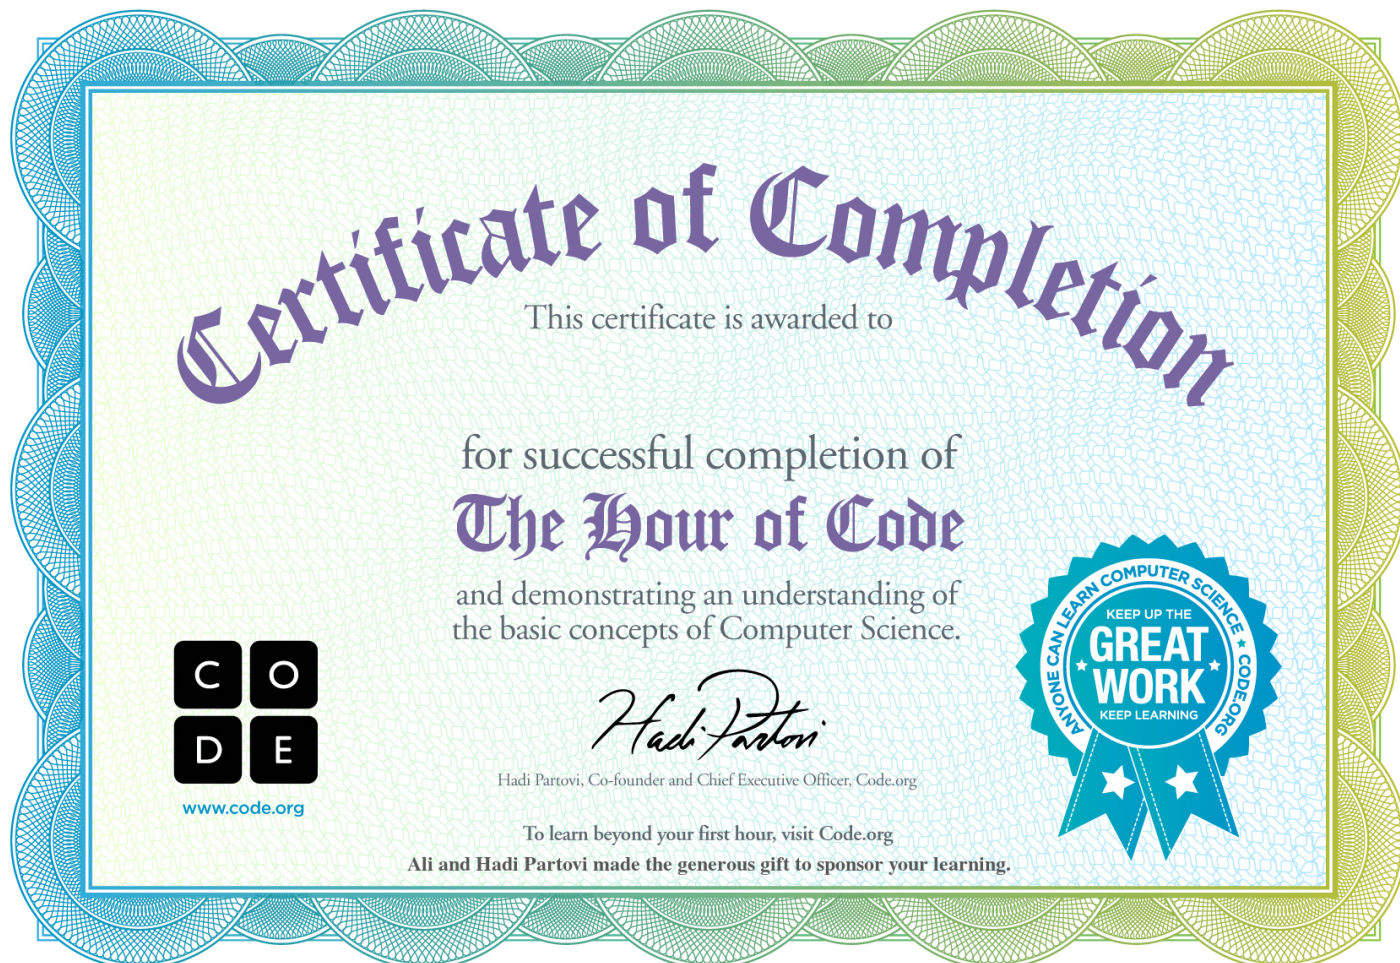 Certificate of Completion
This certificate is awarded to
for successful completion of
The Hour of Code
and demonstrating an understanding of
the basic concepts of Computer Science.
C O
D E
www.code.org
Hadi Partovi
Hadi Partovi, Co-founder and Chief Executive Officer, Code.org
To learn beyond your first hour, visit Code.org
Ali and Hadi Partovi made the generous gift to sponsor your learning.
ANYONE CAN LEARN COMPUTER SCIENCE ★ CODE.ORG
KEEP UP THE
GREAT
WORK
KEEP LEARNING